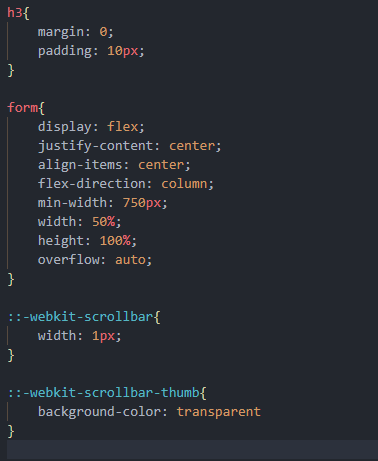 h3{
    margin: 0;
    padding: 10px;
}

form{
    display: flex;
    justify-content: center;
    align-items: center;
    flex-direction: column;
    min-width: 750px;
    width: 50%;
    height: 100%;
    overflow: auto;
}

::-webkit-scrollbar{
    width: 1px;
}

::-webkit-scrollbar-thumb{
    background-color: transparent
}